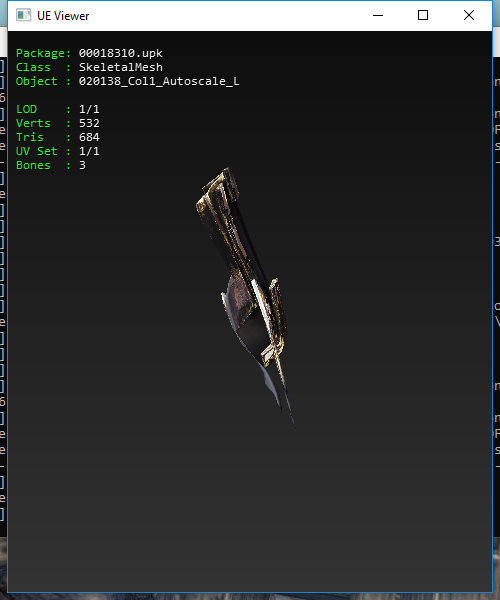 UE Viewer
Package: 00018310.upk
Class : SkeletalMesh
Object : 020138_Col1_Autoscale_L
LOD : 1/1
Verts : 532
Tris : 684
UV Set : 1/1
Bones : 3